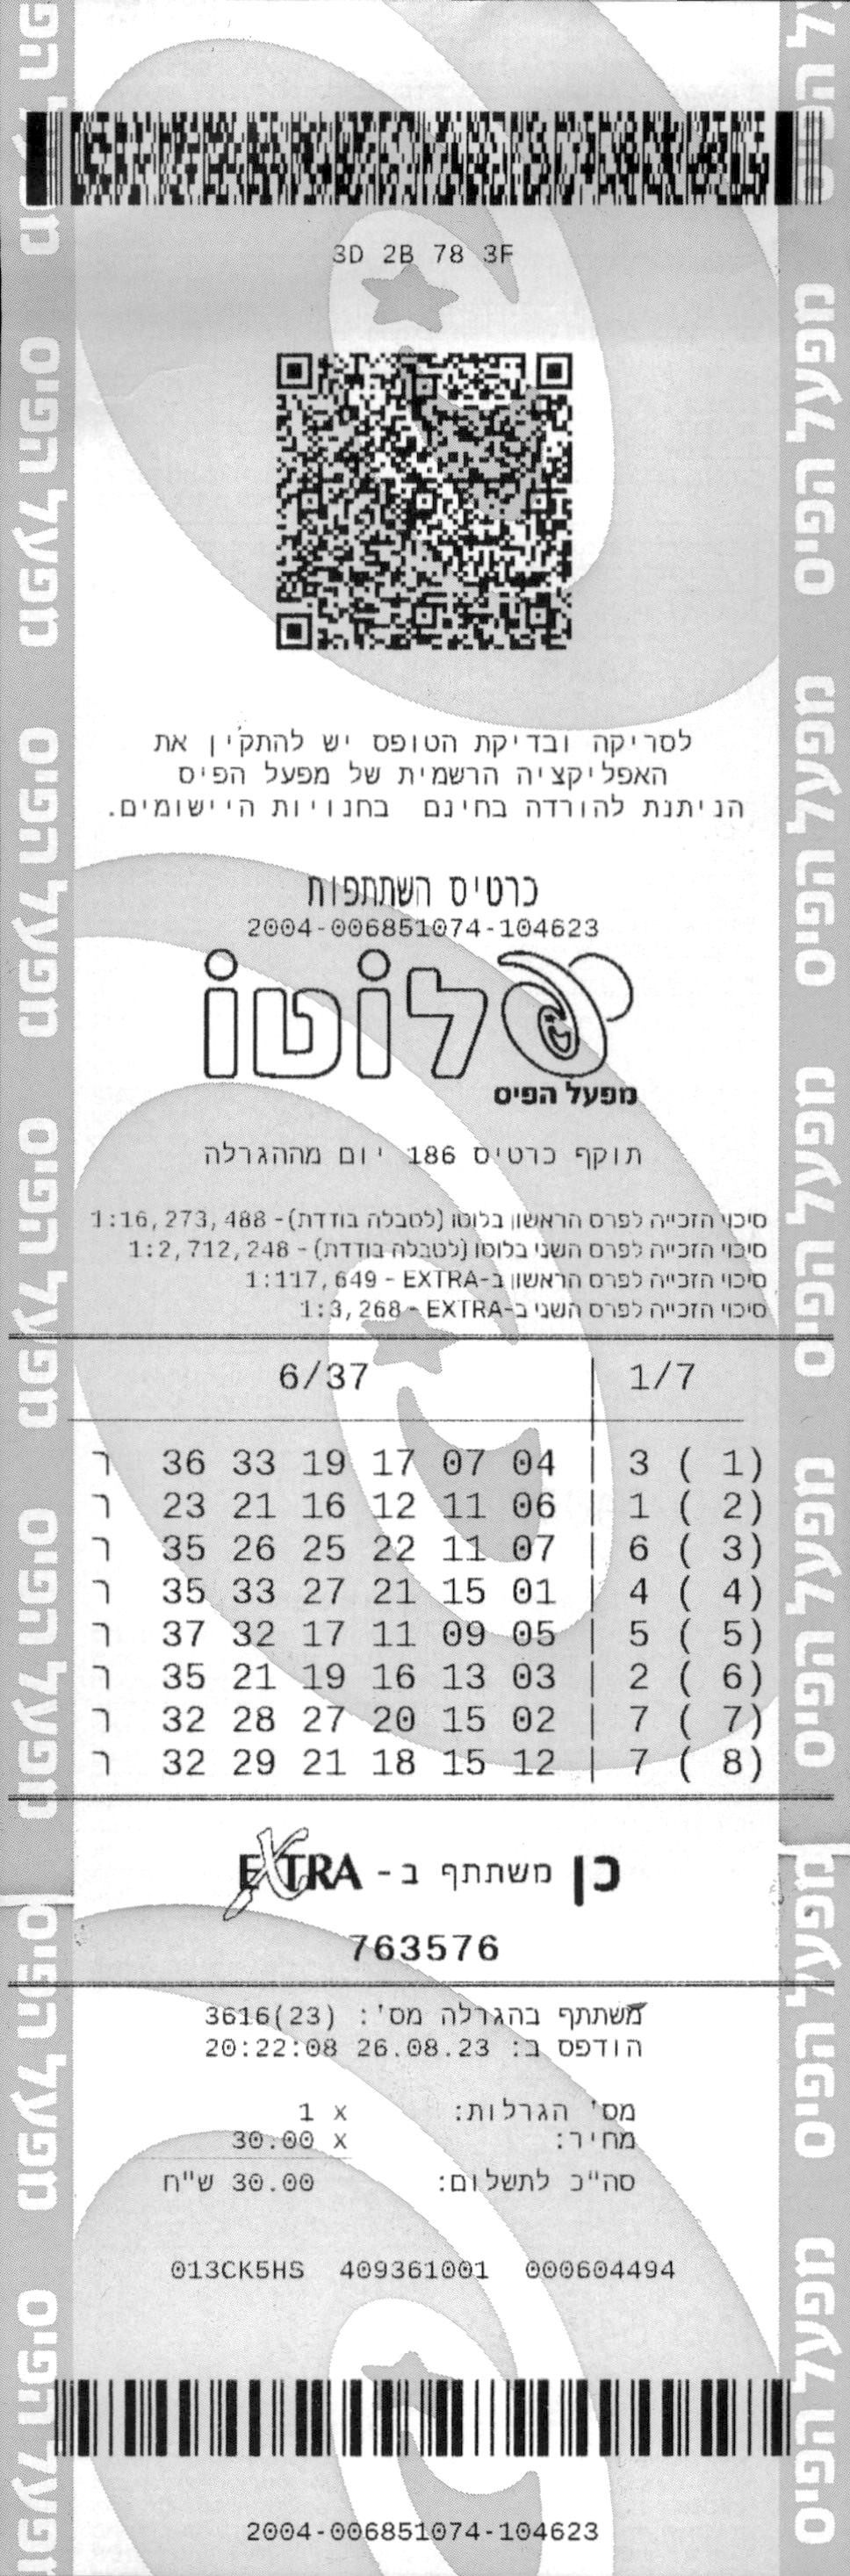 3D 2B 78 3F
לסריקה ובדיקת הטופס יש להתקין את
האפליקציה הרשמית של מפעל הפיס
הניתנת להורדה בחינם בחנויות היישומים.
כרטיס השתתפות
2004-006851074-104623
לוטו
מפעל הפיס
תוקף כרטיס 186 יום מההגרלה
סיכוי הזכייה לפרס הראשון בלוטו (לטבלה בודדת)- 1:16,273,488
סיכוי הזכייה לפרס השני בלוטו (לטבלה בודדת) - 1:2,712,248
סיכוי הזכייה לפרס הראשון ב-EXTRA - 1:117,649
סיכוי הזכייה לפרס השני ב-EXTRA - 1:3,268
6/37 | 1/7
ר 36 33 19 17 07 04 | 3 ( 1)
ר 23 21 16 12 11 06 | 1 ( 2)
ר 35 26 25 22 11 07 | 6 ( 3)
ר 35 33 27 21 15 01 | 4 ( 4)
ר 37 32 17 11 09 05 | 5 ( 5)
ר 35 21 19 16 13 03 | 2 ( 6)
ר 32 28 27 20 15 02 | 7 ( 7)
ר 32 29 21 18 15 12 | 7 ( 8)
כן משתתף ב - EXTRA
763576
משתתף בהגרלה מס': 3616(23)
הודפס ב: 26.08.23 20:22:08
מס' הגרלות: x 1
מחיר: x 30.00
סה"כ לתשלום: 30.00 ש"ח
013CK5HS 409361001 000604494
2004-006851074-104623
מפעל הפיס
מפעל הפיס
מפעל הפיס
מפעל הפיס
מפעל הפיס
מפעל הפיס
מפעל הפיס
מפעל הפיס
מפעל הפיס
מפעל הפיס
מפעל הפיס